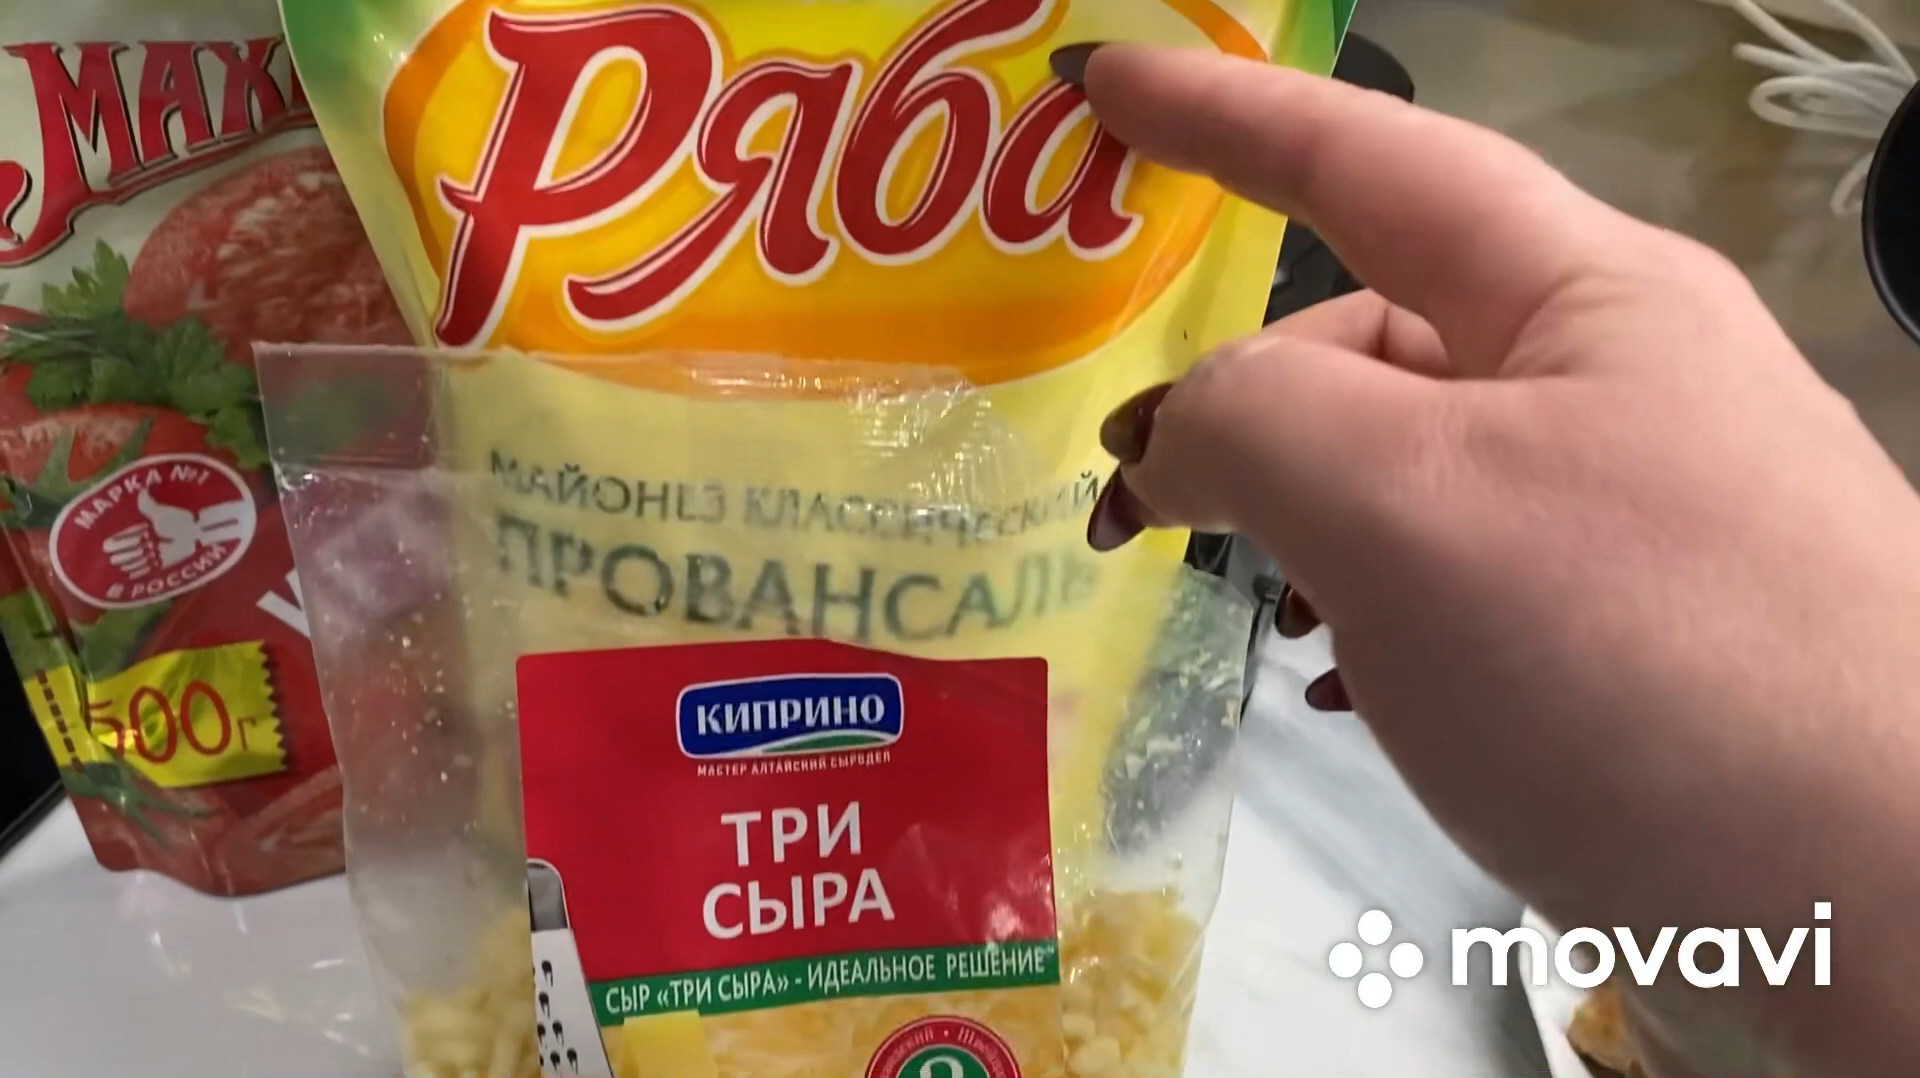 МАХ
Ряба
МАРКА №1
В РОССИИ
500г
МАЙОНЕЗ КЛАССИЧЕСКИЙ
ПРОВАНСАЛЬ
КИПРИНО
МАСТЕР АЛТАЙСКИЙ СЫРОДЕЛ
ТРИ
СЫРА
СЫР «ТРИ СЫРА» - ИДЕАЛЬНОЕ РЕШЕНИЕ
movavi